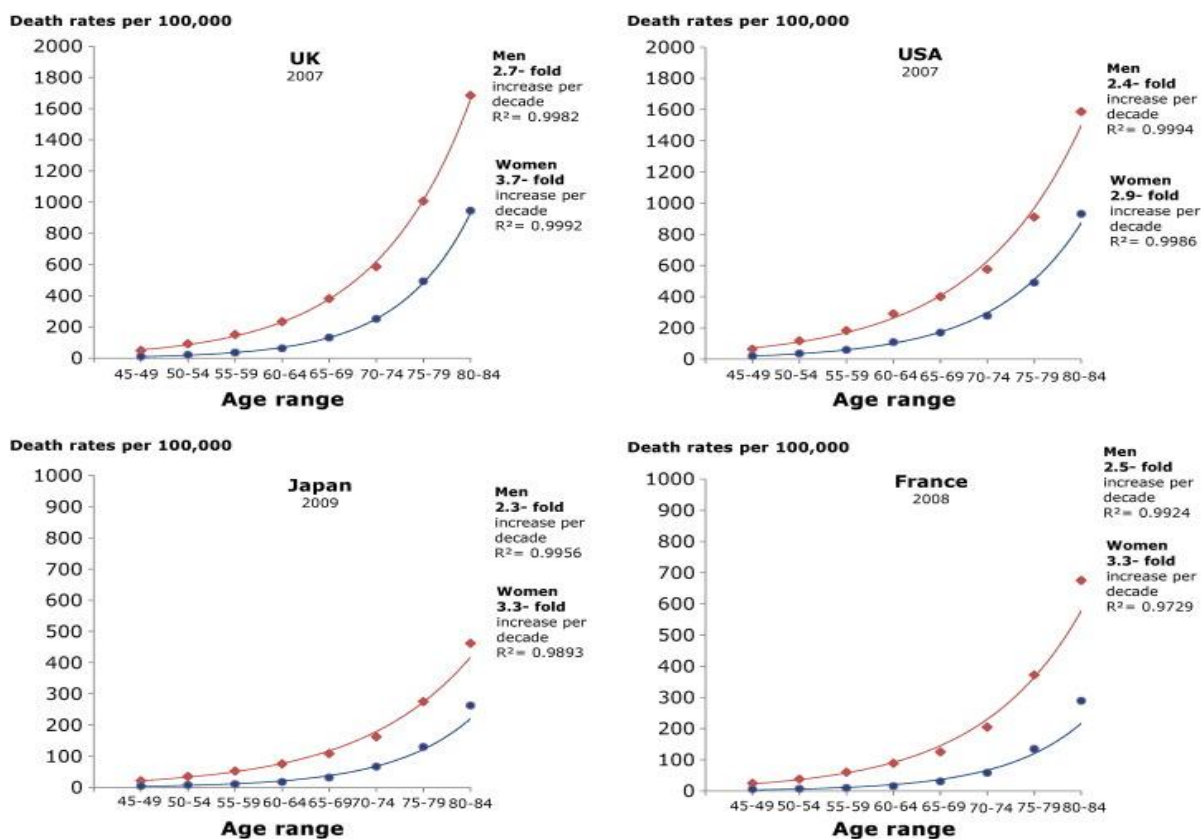 Death rates per 100,000
UK
2007
2000
1800
1600
1400
1200
1000
800
600
400
200
0
45-49 50-54 55-59 60-64 65-69 70-74 75-79 80-84
Age range
Men
2.7- fold
increase per
decade
R²= 0.9982
Women
3.7- fold
increase per
decade
R²= 0.9992
Death rates per 100,000
USA
2007
2000
1800
1600
1400
1200
1000
800
600
400
200
0
45-49 50-54 55-59 60-64 65-69 70-74 75-79 80-84
Age range
Men
2.4- fold
increase per
decade
R²= 0.9994
Women
2.9- fold
increase per
decade
R²= 0.9986
Death rates per 100,000
Japan
2009
1000
900
800
700
600
500
400
300
200
100
0
45-49 50-54 55-59 60-64 65-69 70-74 75-79 80-84
Age range
Men
2.3- fold
increase per
decade
R²= 0.9956
Women
3.3- fold
increase per
decade
R²= 0.9893
Death rates per 100,000
France
2008
1000
900
800
700
600
500
400
300
200
100
0
45-49 50-54 55-59 60-64 65-69 70-74 75-79 80-84
Age range
Men
2.5- fold
increase per
decade
R²= 0.9924
Women
3.3- fold
increase per
decade
R²= 0.9729